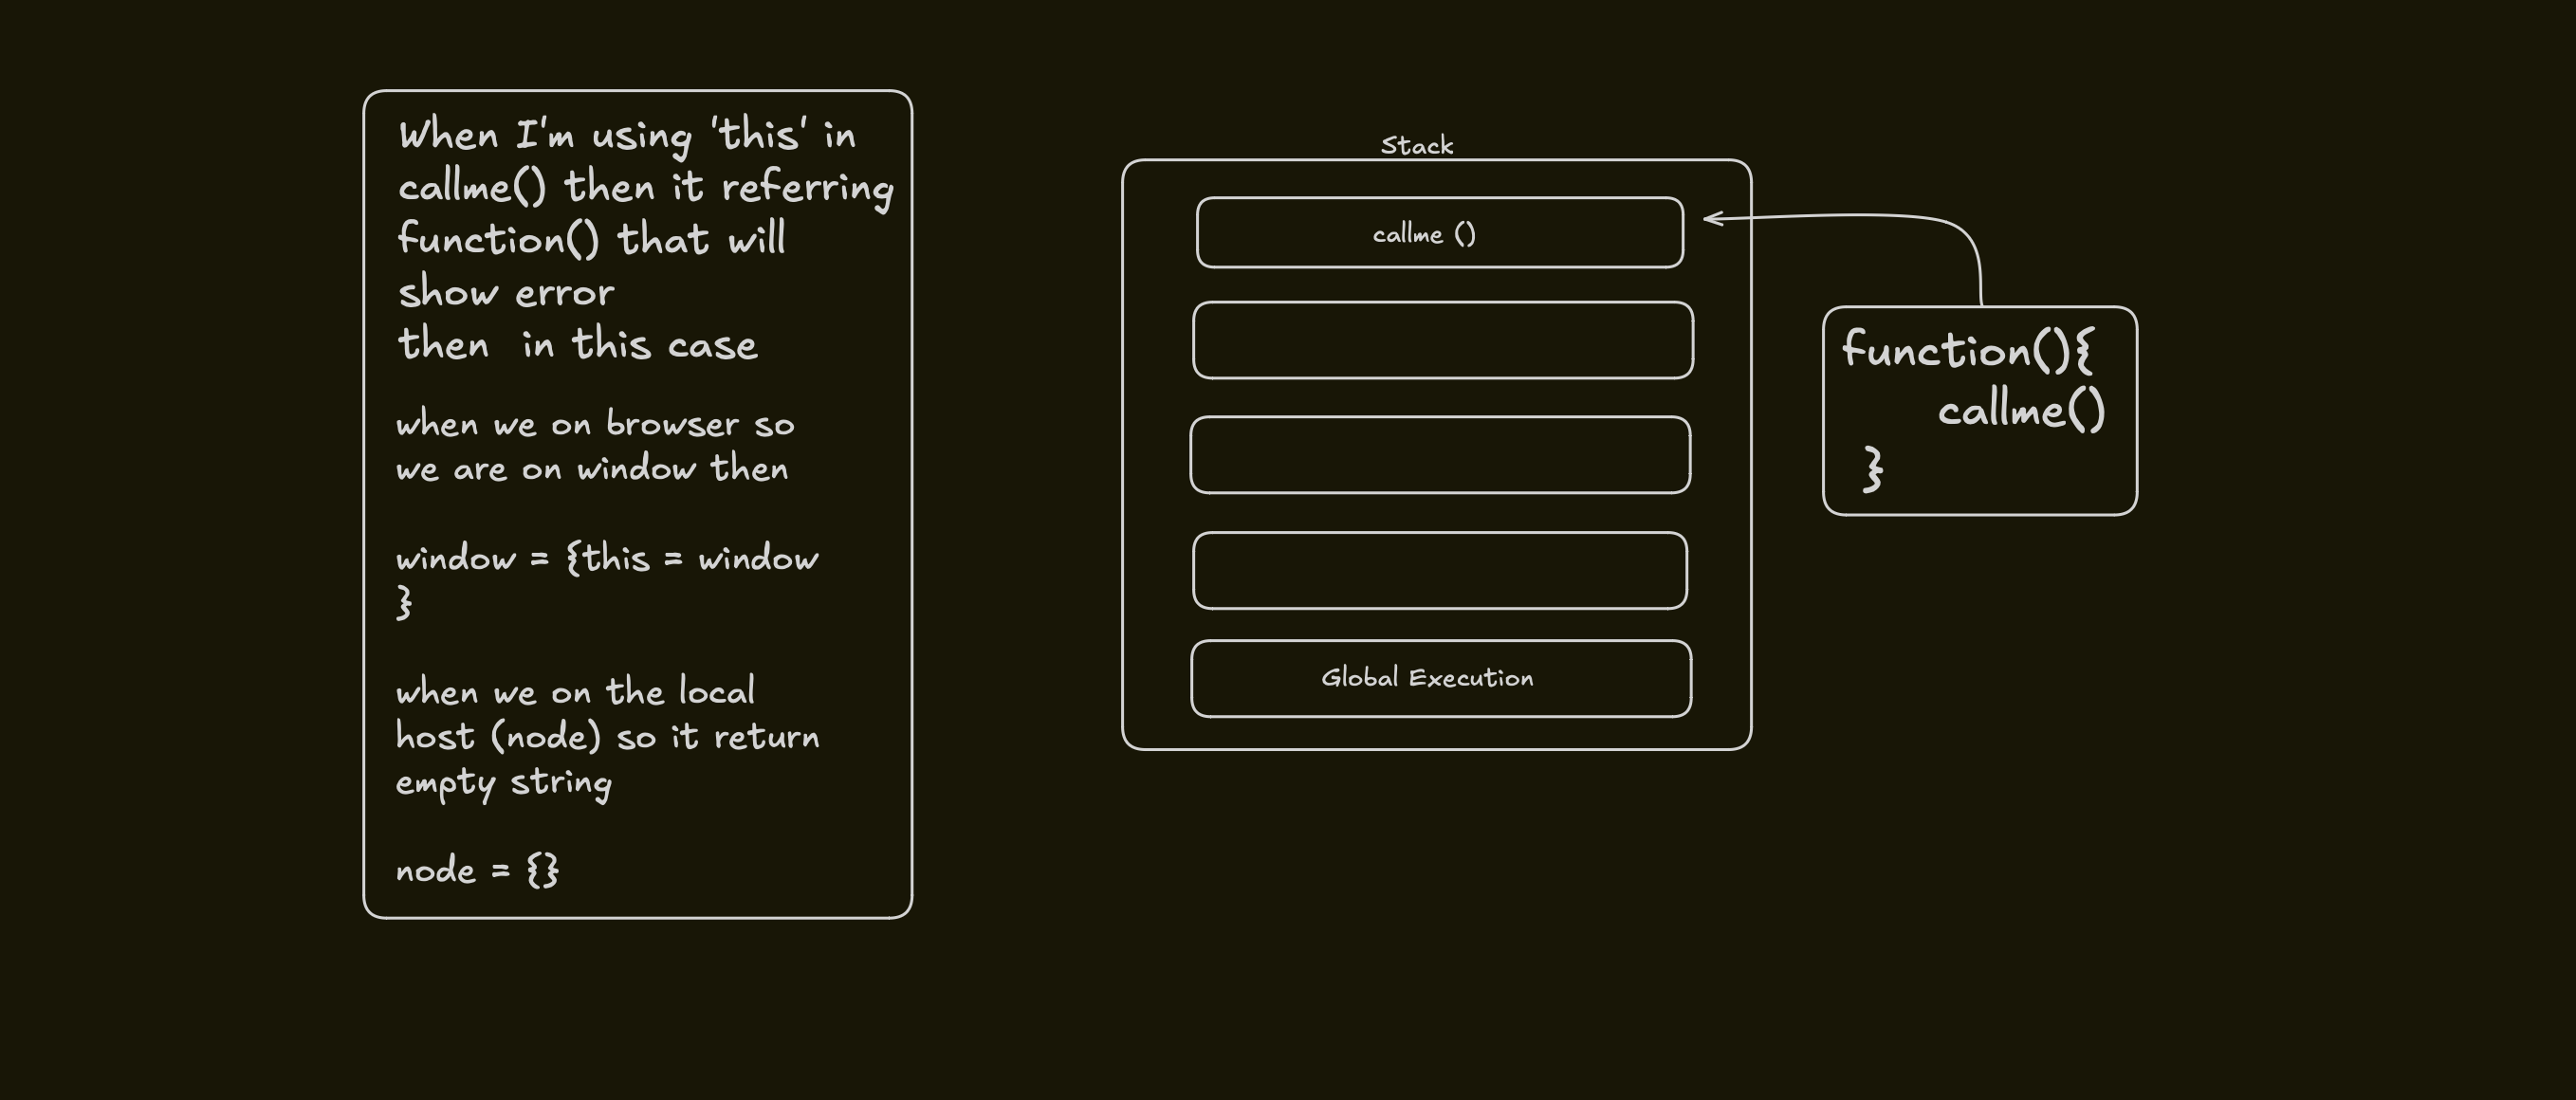 When I'm using 'this' in
callme() then it referring
function() that will
show error
then  in this case
when we on browser so
we are on window then
window = {this = window
}
when we on the local
host (node) so it return
empty string
node = {}
Stack
callme ()
Global Execution
function(){
callme()
}